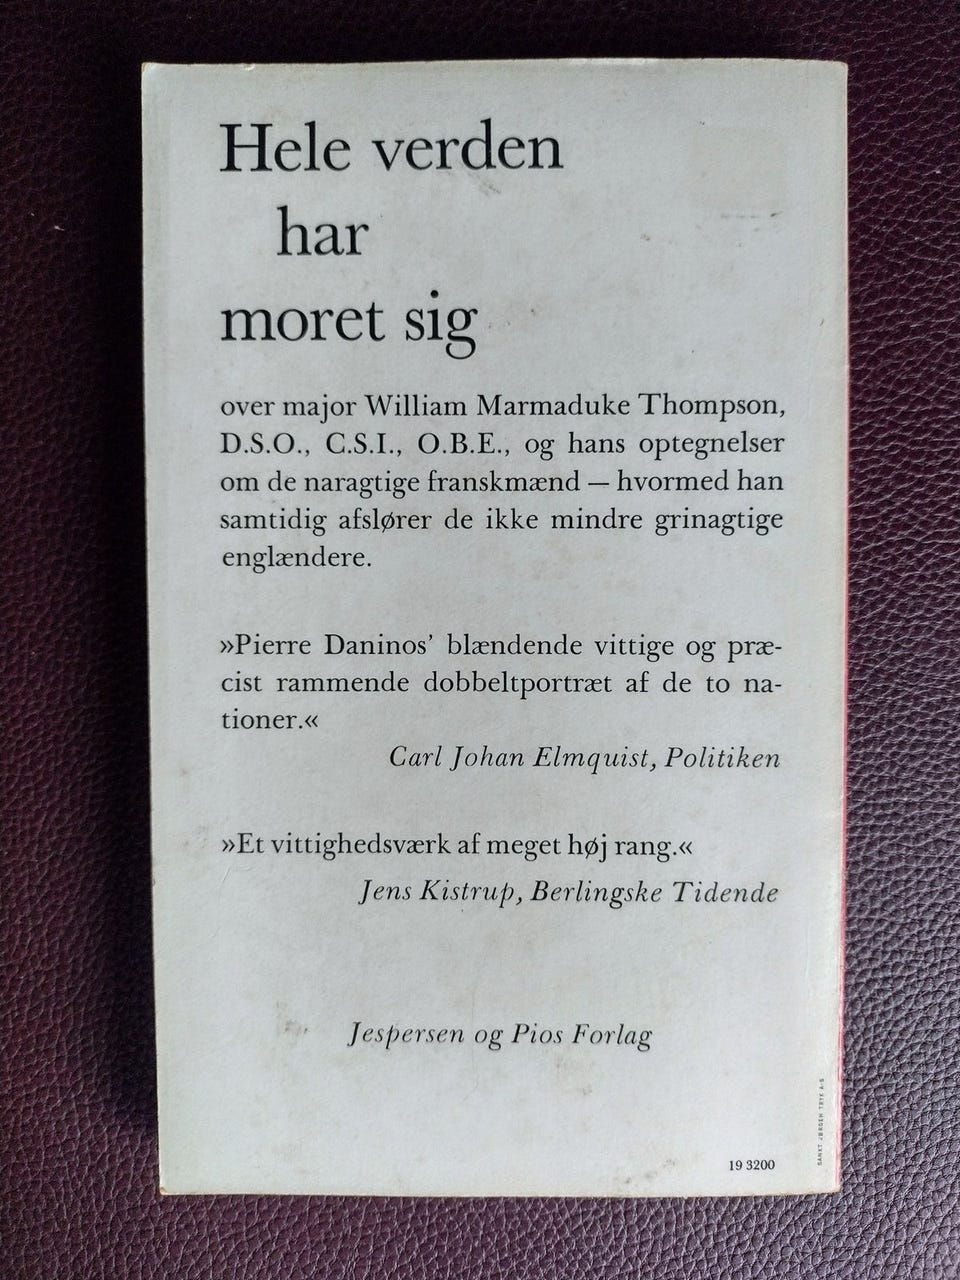 Hele verden
har
moret sig
over major William Marmaduke Thompson,
D.S.O., C.S.I., O.B.E., og hans optegnelser
om de naragtige franskmænd — hvormed han
samtidig afslører de ikke mindre grinagtige
englændere.
»Pierre Daninos’ blændende vittige og præ-
cist rammende dobbeltportræt af de to na-
tioner.«
Carl Johan Elmquist, Politiken
»Et vittighedsværk af meget høj rang.«
Jens Kistrup, Berlingske Tidende
Jespersen og Pios Forlag
SANKT JØRGEN TRYK A-S
19 3200